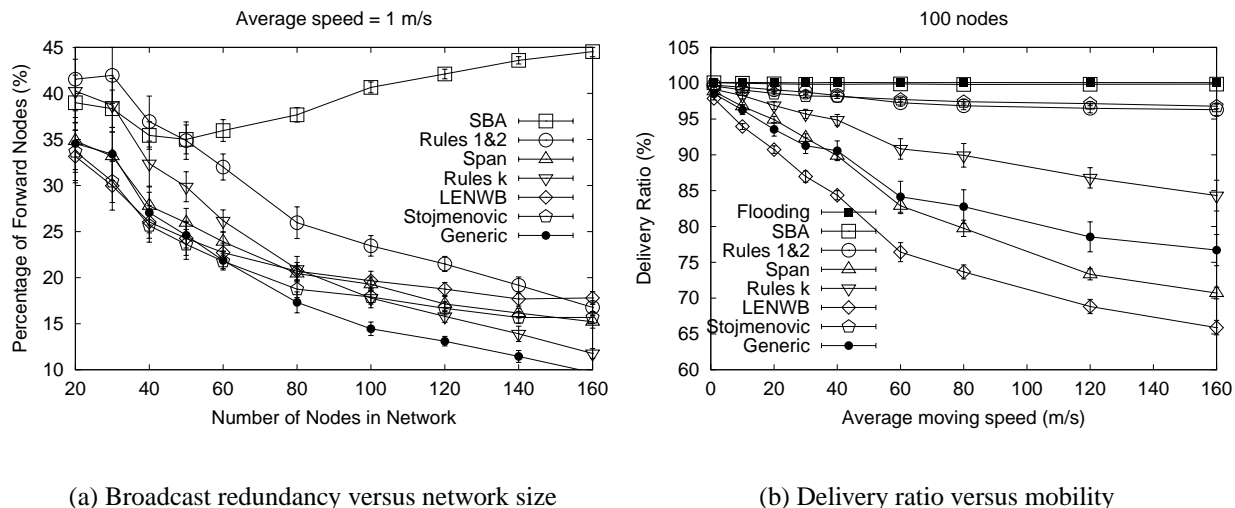 Average speed = 1 m/s
Percentage of Forward Nodes (%)
45
40
35
30
25
20
15
10
SBA
Rules 1&2
Span
Rules k
LENWB
Stojmenovic
Generic
20 40 60 80 100 120 140 160
Number of Nodes in Network
(a) Broadcast redundancy versus network size
100 nodes
Delivery Ratio (%)
105
100
95
90
85
80
75
70
65
60
Flooding
SBA
Rules 1&2
Span
Rules k
LENWB
Stojmenovic
Generic
0 20 40 60 80 100 120 140 160
Average moving speed (m/s)
(b) Delivery ratio versus mobility